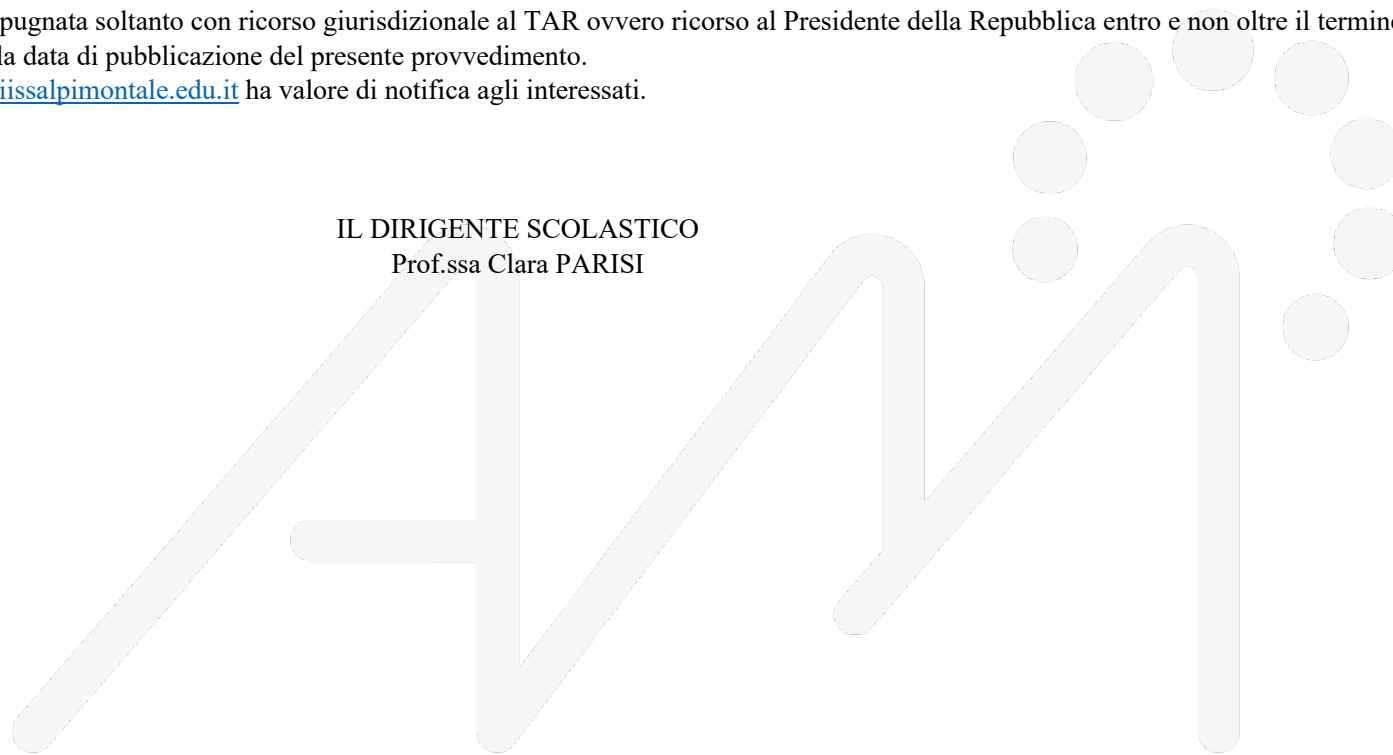 pugnata soltanto con ricorso giurisdizionale al TAR ovvero ricorso al Presidente della Repubblica entro e non oltre il termine
la data di pubblicazione del presente provvedimento.
iissalpimontale.edu.it ha valore di notifica agli interessati.
IL DIRIGENTE SCOLASTICO
Prof.ssa Clara PARISI